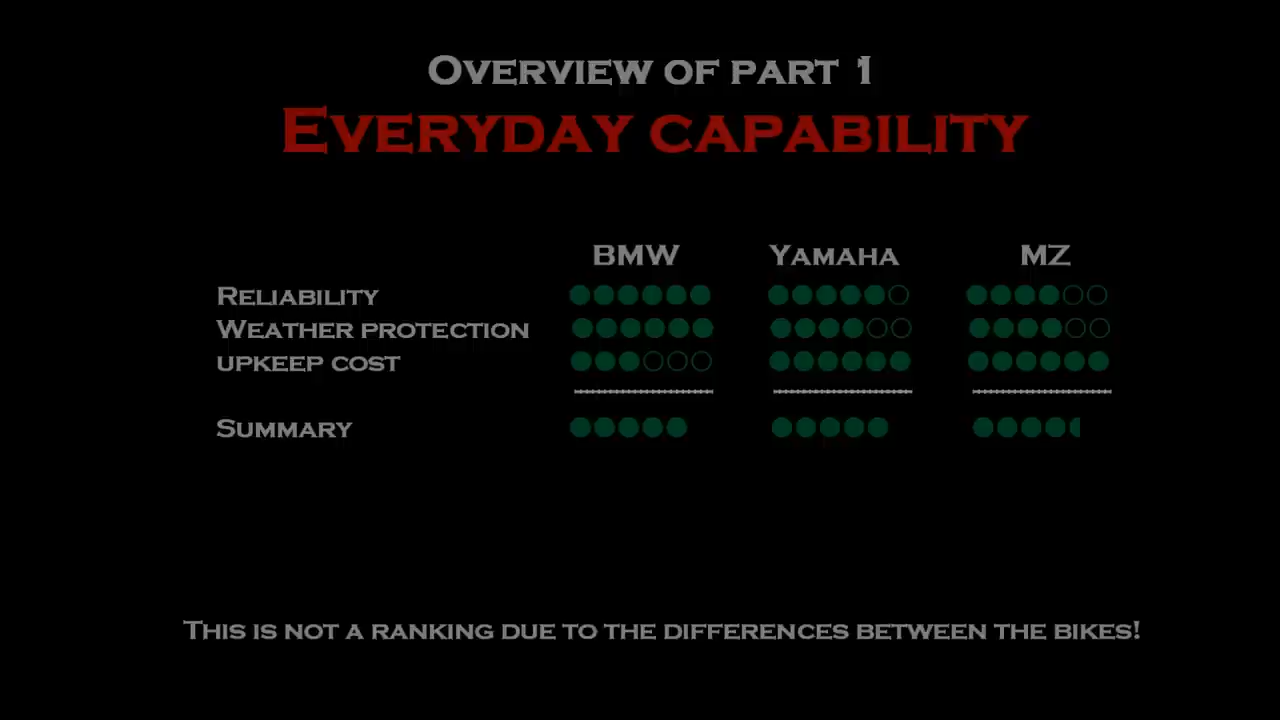 Overview of part 1
Everyday capability
BMW Yamaha MZ
Reliability
Weather protection
upkeep cost
Summary
This is not a ranking due to the differences between the bikes!